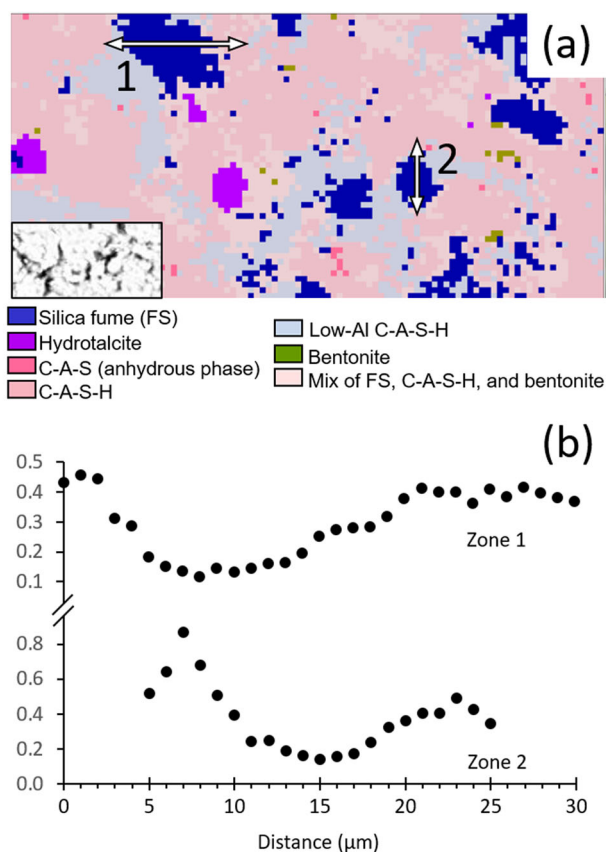 (a)
1
2
Silica fume (FS)
Hydrotalcite
C-A-S (anhydrous phase)
C-A-S-H
Low-Al C-A-S-H
Bentonite
Mix of FS, C-A-S-H, and bentonite
(b)
0.5
0.4
0.3
0.2
0.1
Zone 1
0.8
0.6
0.4
0.2
0.0
Zone 2
0 5 10 15 20 25 30
Distance (µm)